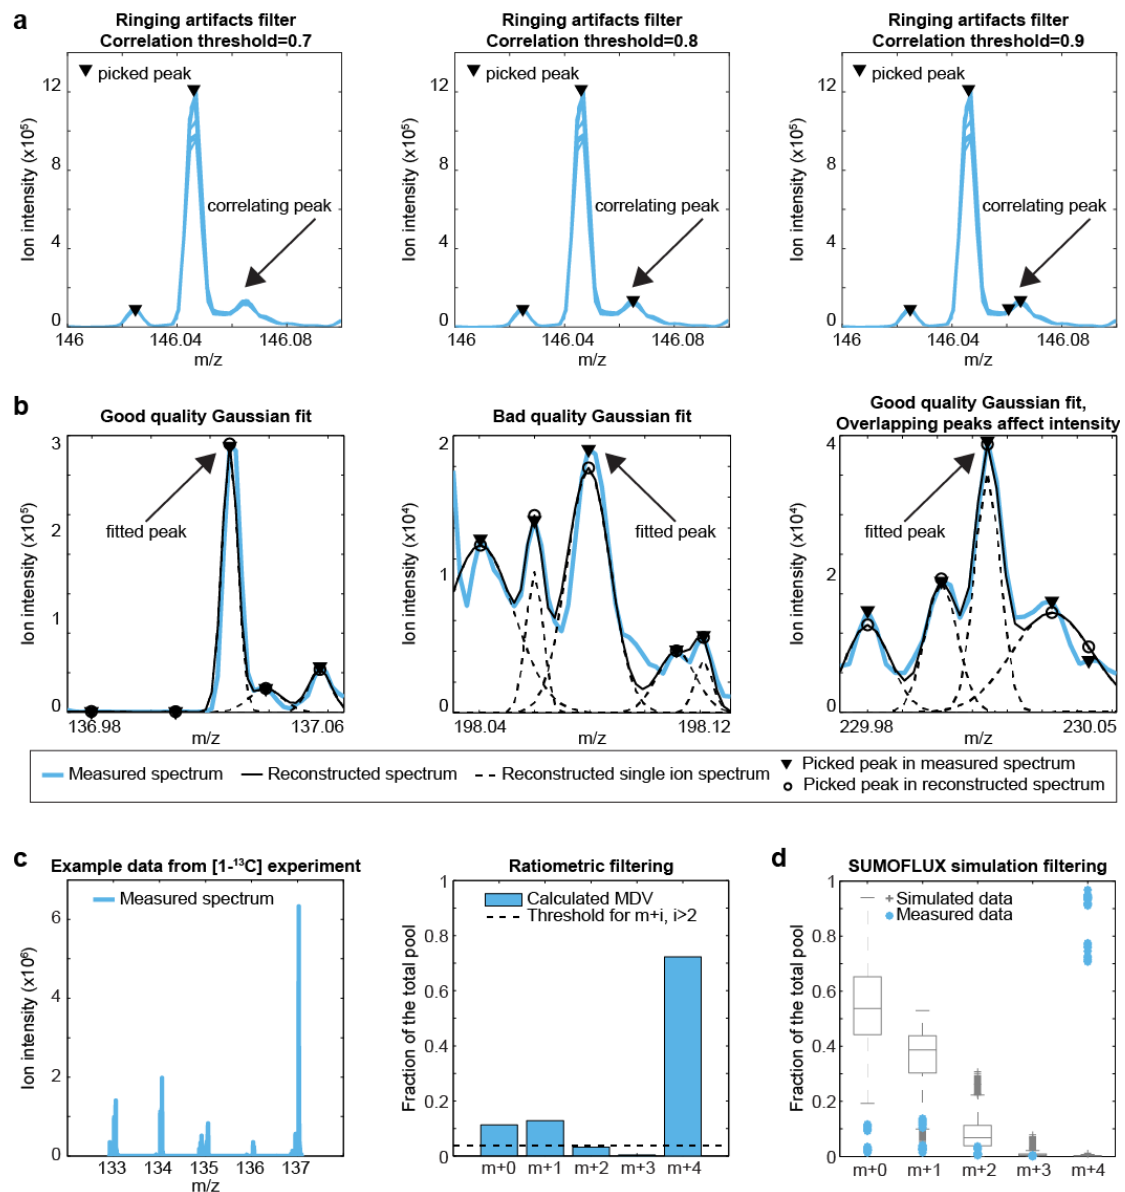 a
Ringing artifacts filter
Correlation threshold=0.7
Ringing artifacts filter
Correlation threshold=0.8
Ringing artifacts filter
Correlation threshold=0.9
picked peak
correlating peak
Ion intensity (x10⁵)
12
8
4
0
146
146.04
146.08
m/z
picked peak
correlating peak
Ion intensity (x10⁵)
12
8
4
0
146
146.04
146.08
m/z
picked peak
correlating peak
Ion intensity (x10⁵)
12
8
4
0
146
146.04
146.08
m/z
b
Good quality Gaussian fit
fitted peak
Ion intensity (x10⁵)
3
2
1
0
136.98
137.06
m/z
Bad quality Gaussian fit
fitted peak
Ion intensity (x10⁴)
2
1
0
198.04
198.12
m/z
Good quality Gaussian fit,
Overlapping peaks affect intensity
fitted peak
Ion intensity (x10⁴)
4
2
0
229.98
230.05
m/z
Measured spectrum
Reconstructed spectrum
Reconstructed single ion spectrum
Picked peak in measured spectrum
Picked peak in reconstructed spectrum
c
Example data from [1-¹³C] experiment
Measured spectrum
Ion intensity (x10⁶)
6
4
2
0
133
134
135
136
137
m/z
Ratiometric filtering
Calculated MDV
Threshold for m+i, i>2
Fraction of the total pool
1
0.8
0.6
0.4
0.2
0
m+0
m+1
m+2
m+3
m+4
d
SUMOFLUX simulation filtering
Simulated data
Measured data
Fraction of the total pool
1
0.8
0.6
0.4
0.2
0
m+0
m+1
m+2
m+3
m+4